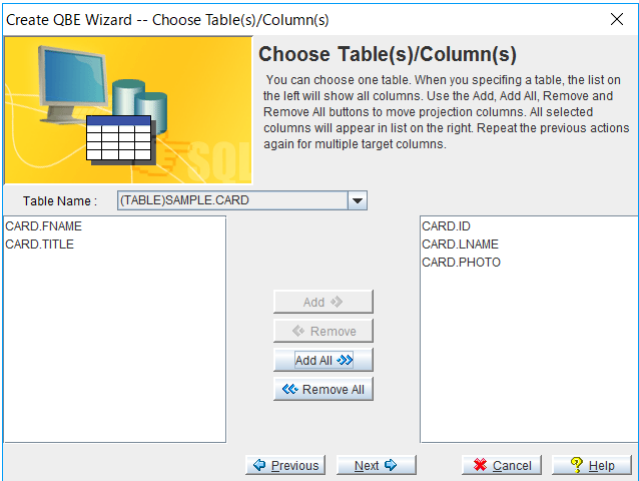 Create QBE Wizard -- Choose Table(s)/Column(s)
Choose Table(s)/Column(s)
You can choose one table. When you specifing a table, the list on
the left will show all columns. Use the Add, Add All, Remove and
Remove All buttons to move projection columns. All selected
columns will appear in list on the right. Repeat the previous actions
again for multiple target columns.
SQL
Table Name : (TABLE)SAMPLE.CARD
CARD.FNAME
CARD.TITLE
Add
Remove
Add All
Remove All
CARD.ID
CARD.LNAME
CARD.PHOTO
Previous Next Cancel Help